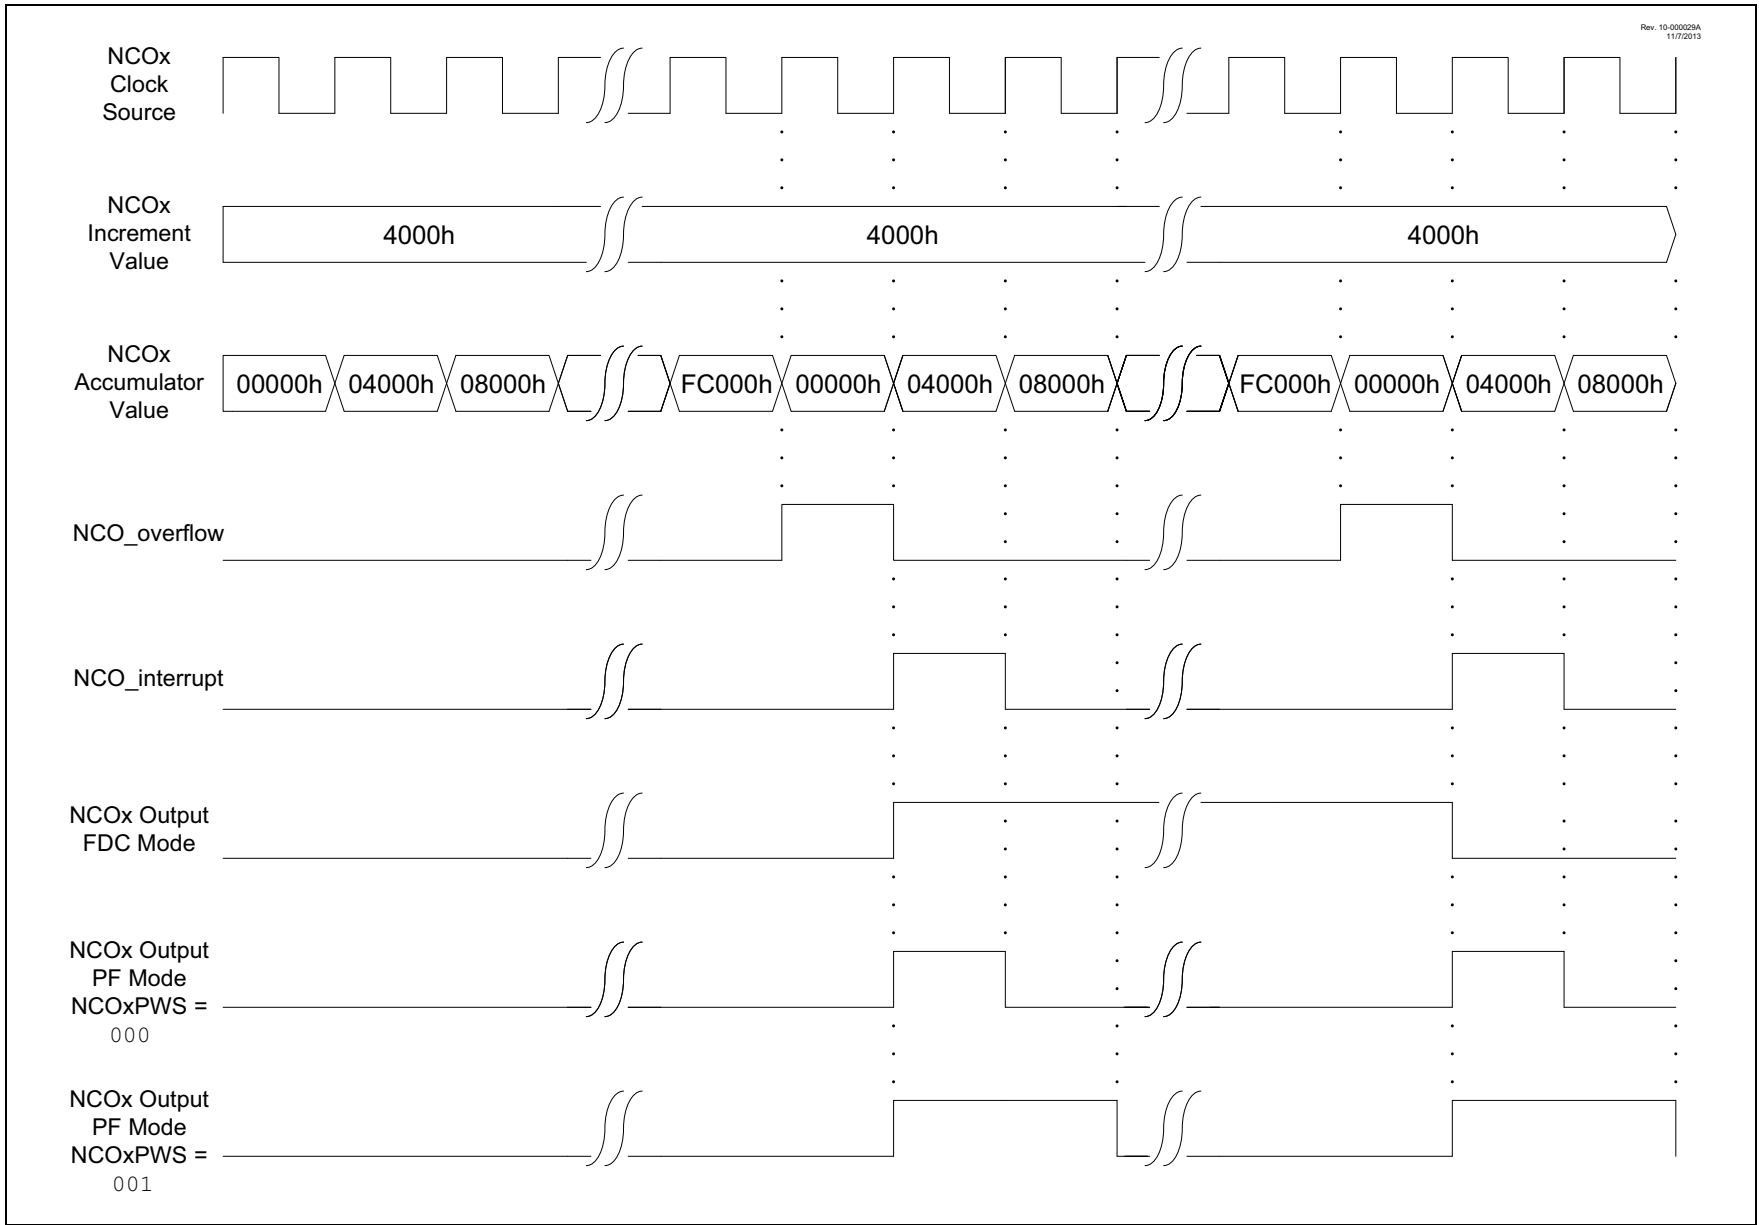 Rev. 10-000029A
11/7/2013
NCOx
Clock
Source
NCOx
Increment
Value
4000h
4000h
4000h
NCOx
Accumulator
Value
00000h
04000h
08000h
FC000h
00000h
04000h
08000h
FC000h
00000h
04000h
08000h
NCO_overflow
NCO_interrupt
NCOx Output
FDC Mode
NCOx Output
PF Mode
NCOxPWS =
000
NCOx Output
PF Mode
NCOxPWS =
001